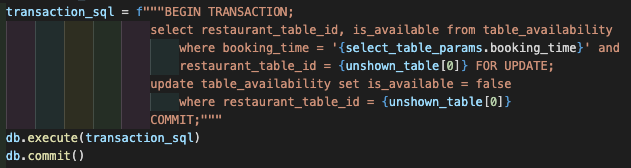 transaction_sql = f"""BEGIN TRANSACTION;
select restaurant_table_id, is_available from table_availability
where booking_time = '{select_table_params.booking_time}' and
restaurant_table_id = {unshown_table[0]} FOR UPDATE;
update table_availability set is_available = false
where restaurant_table_id = {unshown_table[0]}
COMMIT;"""
db.execute(transaction_sql)
db.commit()